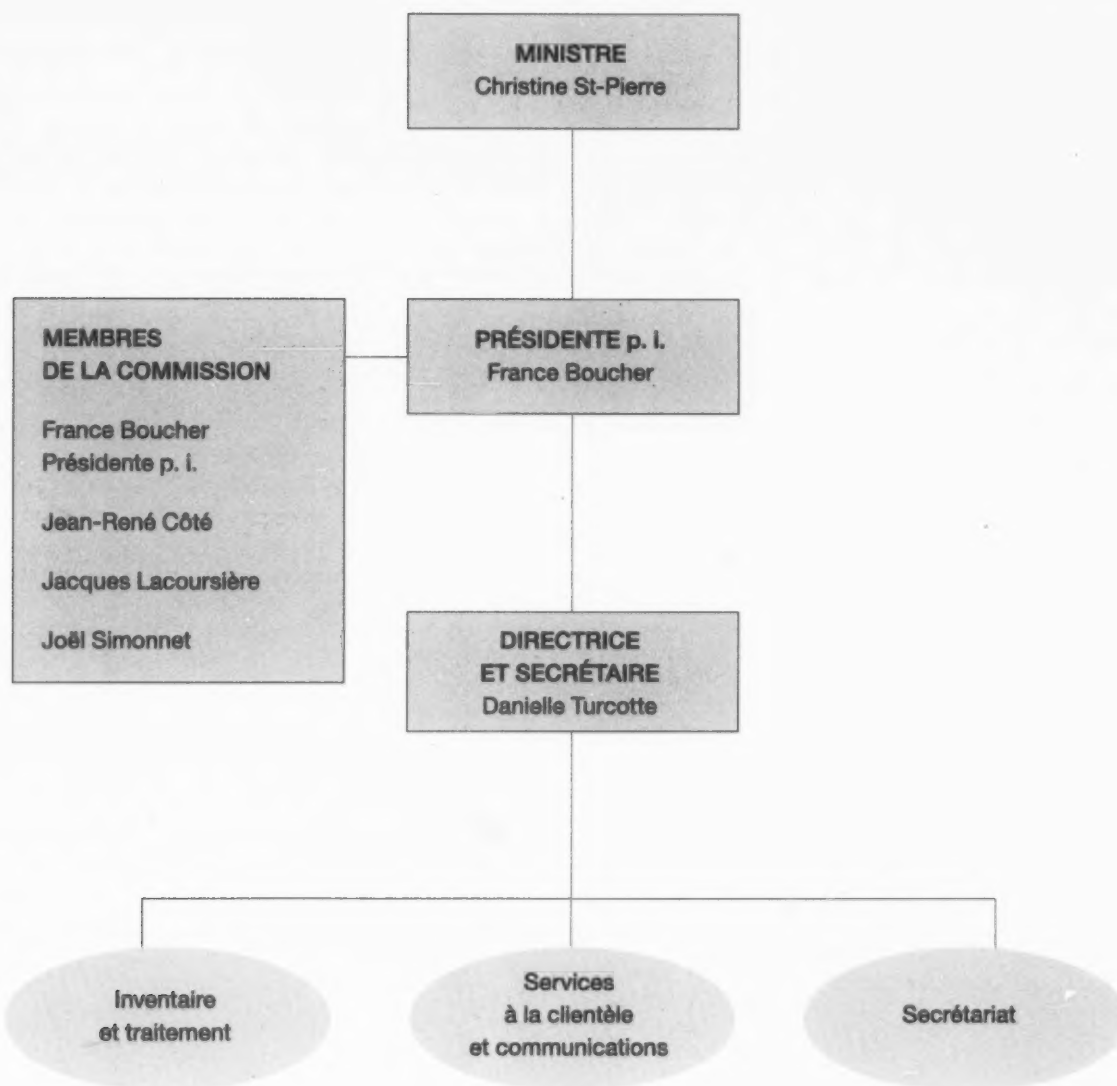 MINISTRE
Christine St-Pierre
MEMBRES
DE LA COMMISSION
France Boucher
Présidente p. i.
Jean-René Côté
Jacques Lacoursière
Joël Simonnet
PRÉSIDENTE p. i.
France Boucher
DIRECTRICE
ET SECRÉTAIRE
Danielle Turcotte
Inventaire
et traitement
Services
à la clientèle
et communications
Secrétariat